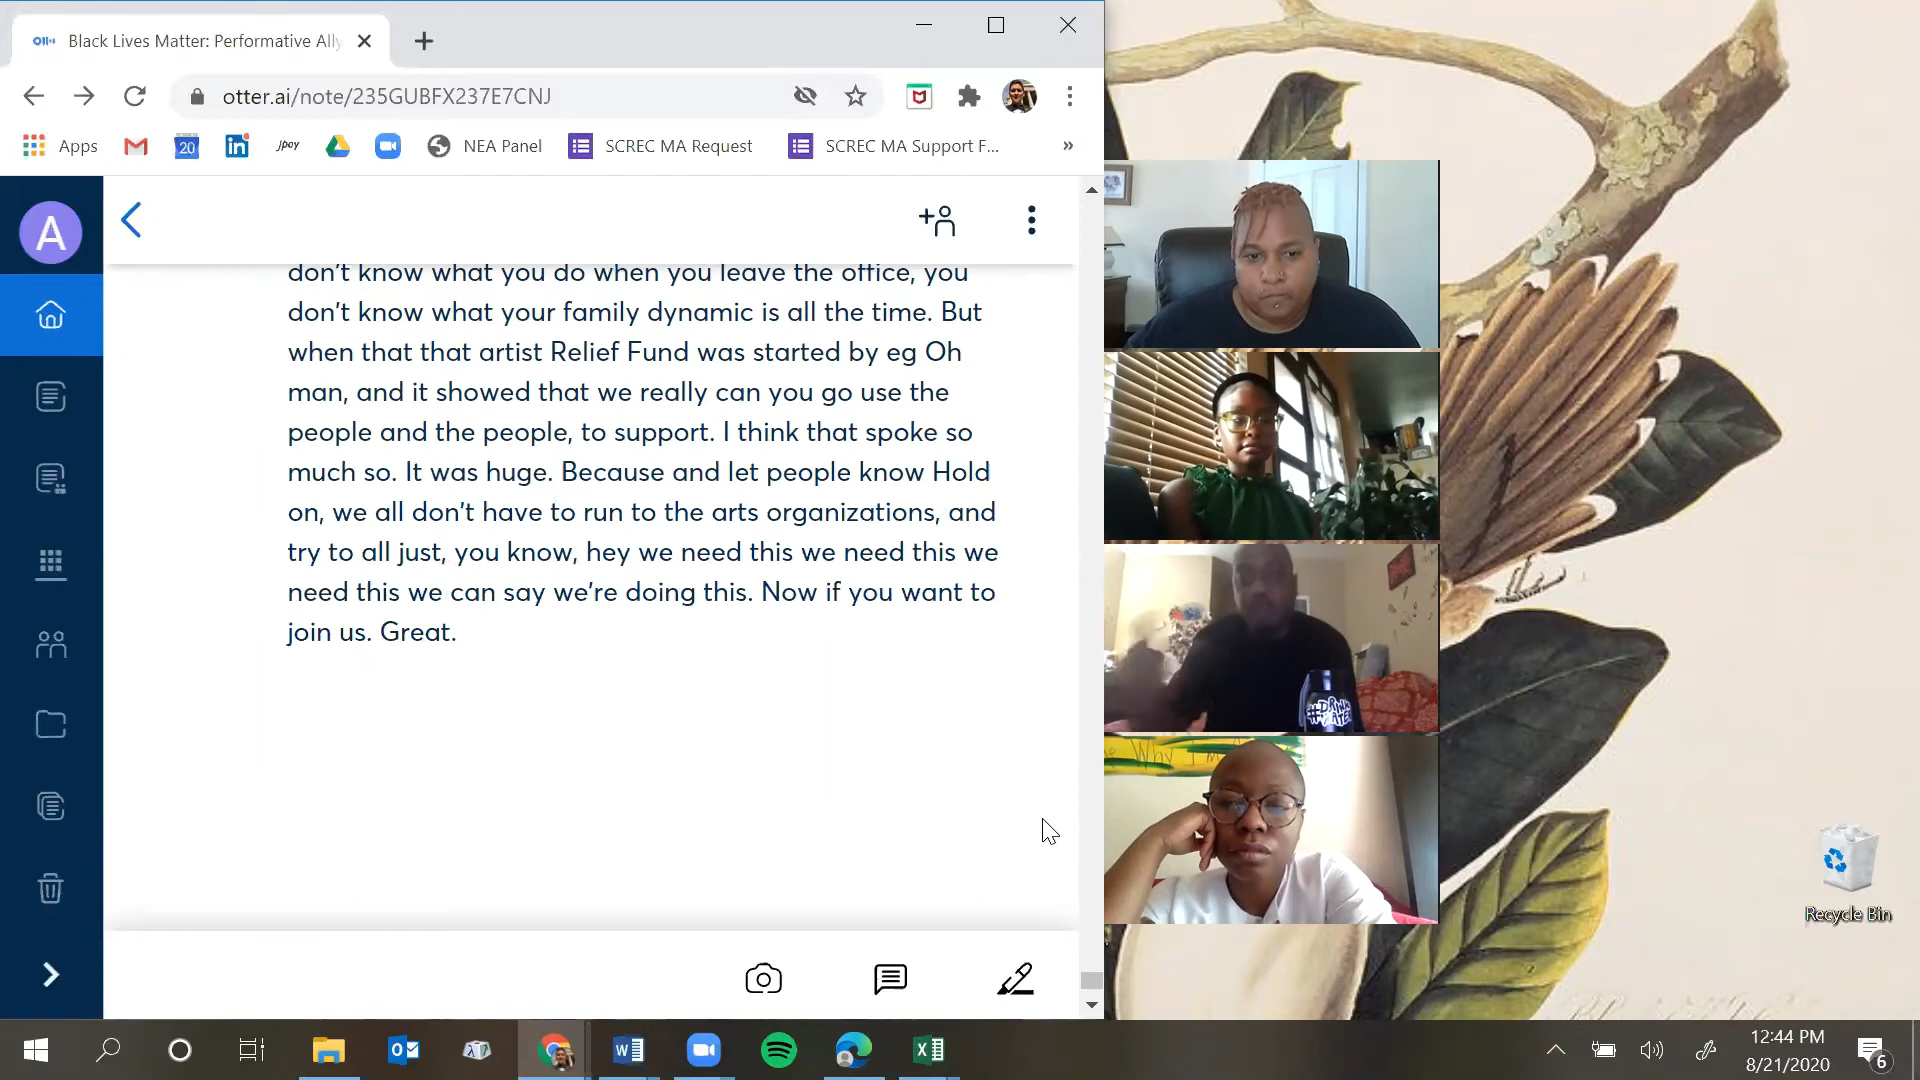 Black Lives Matter: Performative Ally
otter.ai/note/235GUBFX237E7CNJ
Apps
20
Jpay
NEA Panel
SCREC MA Request
SCREC MA Support F...
»
A
don't know what you do when you leave the office, you
don't know what your family dynamic is all the time. But
when that that artist Relief Fund was started by eg Oh
man, and it showed that we really can you go use the
people and the people, to support. I think that spoke so
much so. It was huge. Because and let people know Hold
on, we all don't have to run to the arts organizations, and
try to all just, you know, hey we need this we need this we
need this we can say we're doing this. Now if you want to
join us. Great.
#DRINK
Why I'm
Recycle Bin
12:44 PM
8/21/2020
6